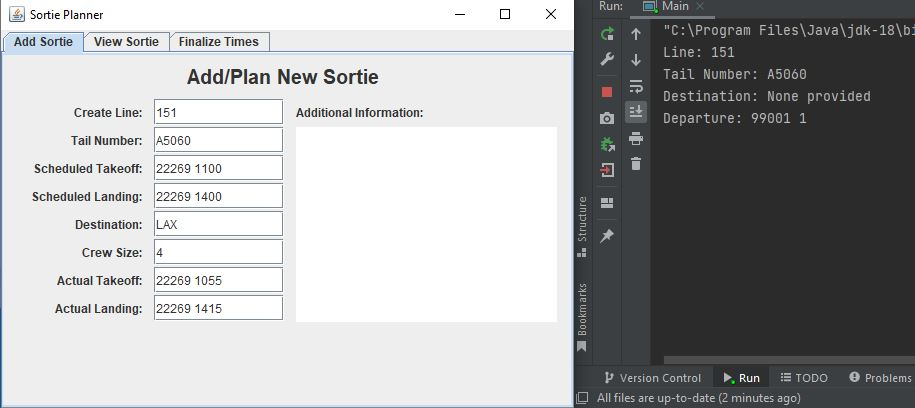 Sortie Planner
Add Sortie View Sortie Finalize Times
Add/Plan New Sortie
Create Line: 151 Additional Information:
Tail Number: A5060
Scheduled Takeoff: 22269 1100
Scheduled Landing: 22269 1400
Destination: LAX
Crew Size: 4
Actual Takeoff: 22269 1055
Actual Landing: 22269 1415
Run: Main
"C:\Program Files\Java\jdk-18\bi
Line: 151
Tail Number: A5060
Destination: None provided
Departure: 99001 1
Structure
Bookmarks
Version Control Run TODO Problems
All files are up-to-date (2 minutes ago)